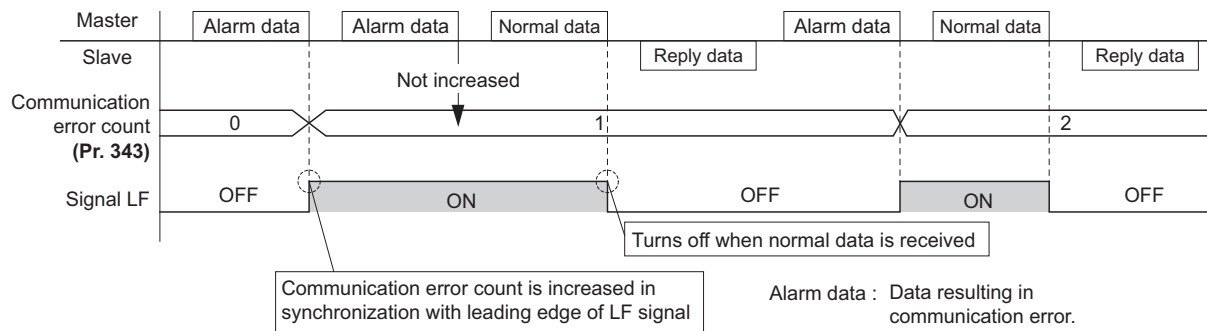 Master
Alarm data
Alarm data
Normal data
Alarm data
Normal data
Slave
Reply data
Reply data
Not increased
Communication
error count
(Pr. 343)
0
1
2
Signal LF
OFF
ON
OFF
ON
OFF
Turns off when normal data is received
Communication error count is increased in
synchronization with leading edge of LF signal
Alarm data : Data resulting in
communication error.